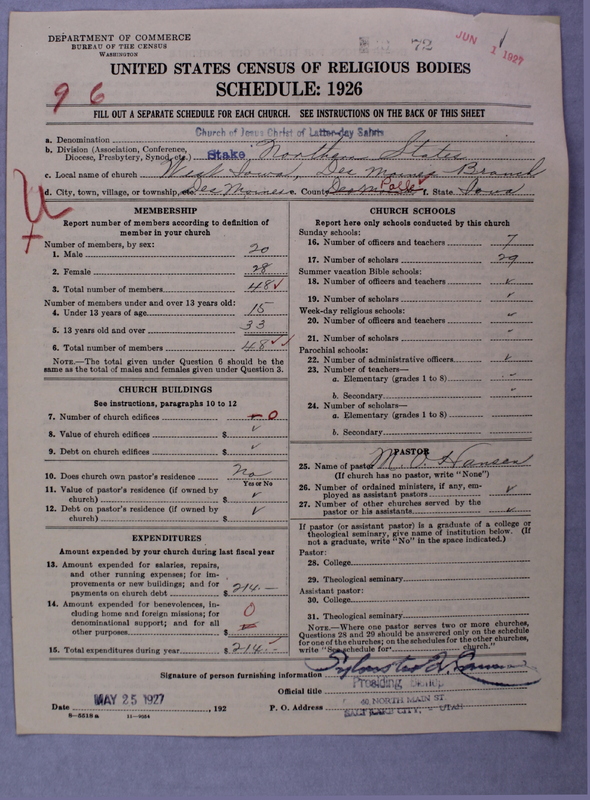 DEPARTMENT OF COMMERCE
BUREAU OF THE CENSUS
WASHINGTON
72
JUN 1 1927
UNITED STATES CENSUS OF RELIGIOUS BODIES
SCHEDULE: 1926
9 6
FILL OUT A SEPARATE SCHEDULE FOR EACH CHURCH. SEE INSTRUCTIONS ON THE BACK OF THIS SHEET
a. Denomination Church of Jesus Christ of Latter-day Saints
b. Division (Association, Conference, Diocese, Presbytery, Synod, etc.) Stake Northern States
c. Local name of church West Iowa, Des Moines Branch
d. City, town, village, or township, etc. Des Moines e. County Des Moines Polk f. State Iowa
MEMBERSHIP
Report number of members according to definition of
member in your church
Number of members, by sex:
1. Male 20
2. Female 28
3. Total number of members 48
Number of members under and over 13 years old:
4. Under 13 years of age 15
5. 13 years old and over 33
6. Total number of members 48
NOTE.—The total given under Question 6 should be the
same as the total of males and females given under Question 3.
CHURCH BUILDINGS
See instructions, paragraphs 10 to 12
7. Number of church edifices 0
8. Value of church edifices $
9. Debt on church edifices $
10. Does church own pastor's residence No
Yes or No
11. Value of pastor's residence (if owned by
church) $
12. Debt on pastor's residence (if owned by
church) $
EXPENDITURES
Amount expended by your church during last fiscal year
13. Amount expended for salaries, repairs,
and other running expenses; for im-
provements or new buildings; and for
payments on church debt $ 214.—
14. Amount expended for benevolences, in-
cluding home and foreign missions; for
denominational support; and for all
other purposes $ 0
15. Total expenditures during year $ 214.—
CHURCH SCHOOLS
Report here only schools conducted by this church
Sunday schools:
16. Number of officers and teachers 7
17. Number of scholars 29
Summer vacation Bible schools:
18. Number of officers and teachers
19. Number of scholars
Week-day religious schools:
20. Number of officers and teachers
21. Number of scholars
Parochial schools:
22. Number of administrative officers
23. Number of teachers—
a. Elementary (grades 1 to 8)
b. Secondary
24. Number of scholars—
a. Elementary (grades 1 to 8)
b. Secondary
PASTOR
25. Name of pastor M. O. Hansen
(If church has no pastor, write "None")
26. Number of ordained ministers, if any, em-
ployed as assistant pastors
27. Number of other churches served by the
pastor or his assistants
If pastor (or assistant pastor) is a graduate of a college or
theological seminary, give name of institution below. (If
not a graduate, write "No" in the space indicated.)
Pastor:
28. College
29. Theological seminary
Assistant pastor:
30. College
31. Theological seminary
NOTE.—Where one pastor serves two or more churches,
Questions 28 and 29 should be answered only on the schedule
for one of the churches; on the schedules for the other churches,
write "See schedule for church."
Signature of person furnishing information Sylvester Q. Cannon
Official title Presiding Bishop
Date MAY 25 1927, 192 P. O. Address 40 NORTH MAIN ST.
SALT LAKE CITY, UTAH
8—5518 a 11—9584